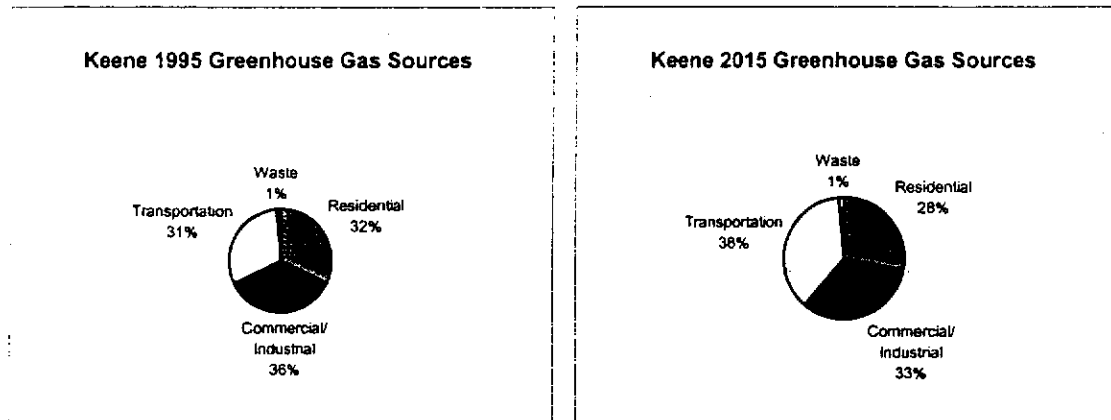 Keene 1995 Greenhouse Gas Sources
Waste
1%
Transportation
31%
Residential
32%
Commercial/
Industrial
36%
Keene 2015 Greenhouse Gas Sources
Waste
1%
Residential
28%
Transportation
38%
Commercial/
Industrial
33%